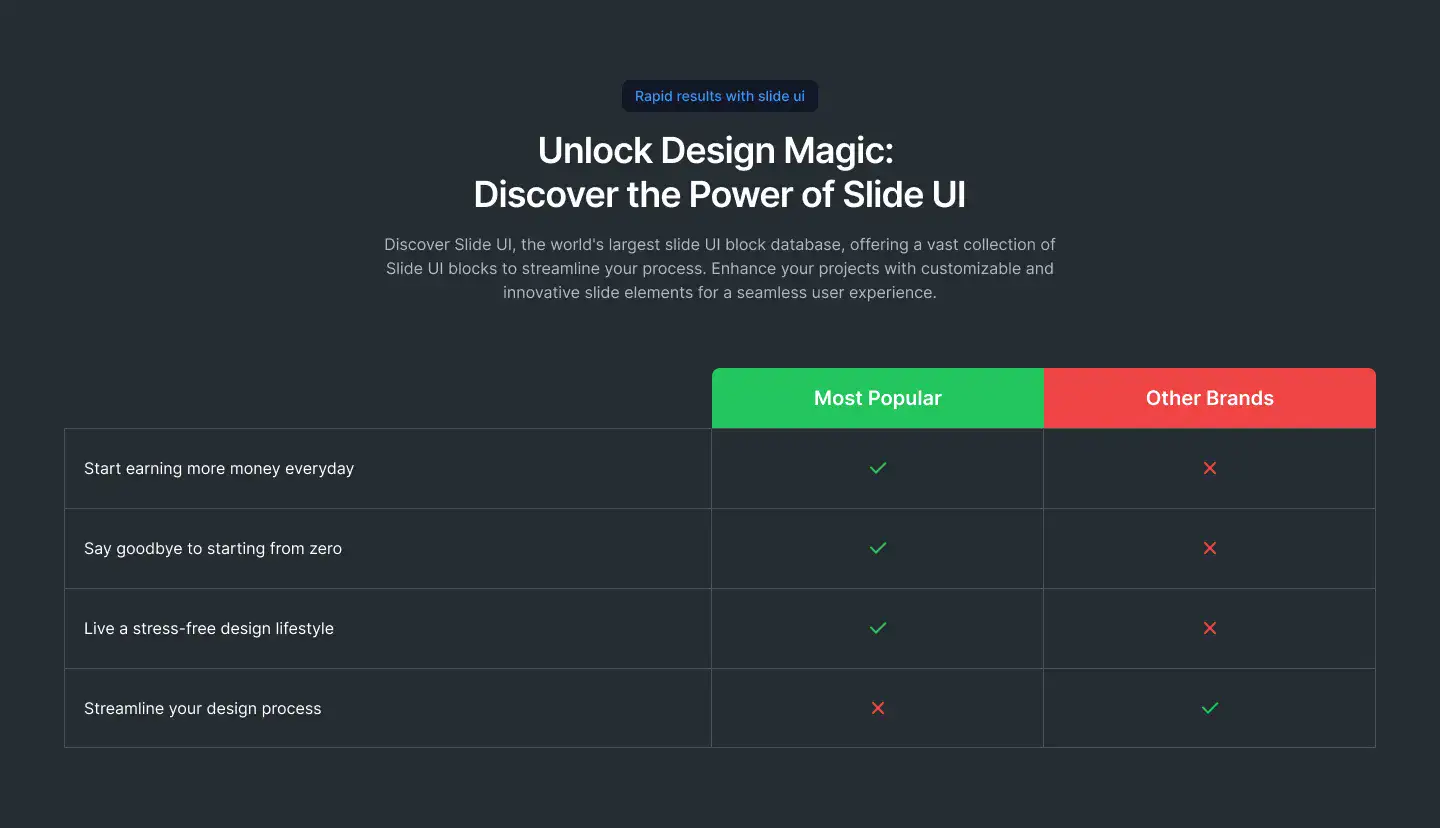 Rapid results with slide ui
Unlock Design Magic:
Discover the Power of Slide UI
Discover Slide UI, the world's largest slide UI block database, offering a vast collection of
Slide UI blocks to streamline your process. Enhance your projects with customizable and
innovative slide elements for a seamless user experience.
Most Popular
Other Brands
Start earning more money everyday
Say goodbye to starting from zero
Live a stress-free design lifestyle
Streamline your design process